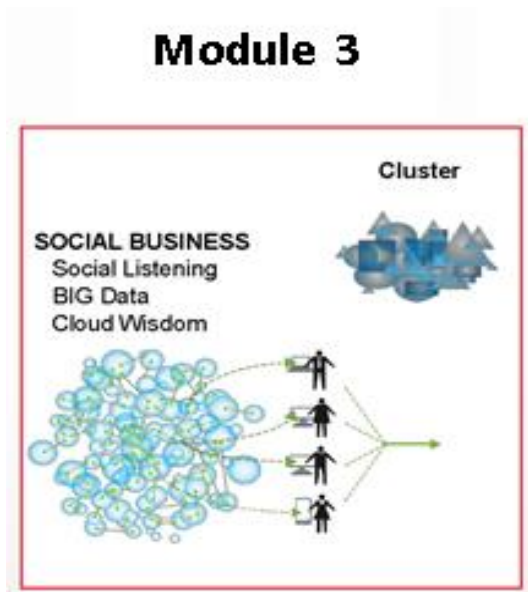 Module 3
Cluster
SOCIAL BUSINESS
Social Listening
BIG Data
Cloud Wisdom